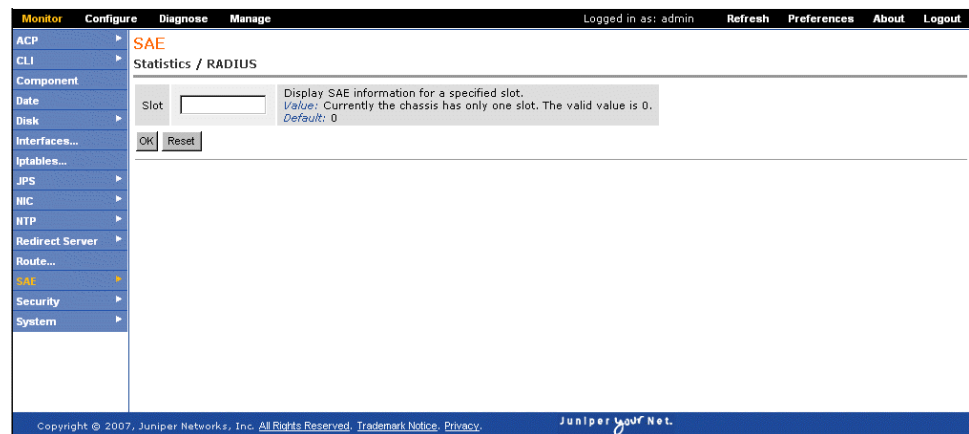 Monitor Configure Diagnose Manage Logged in as: admin Refresh Preferences About Logout
ACP
CLI
Component
Date
Disk
Interfaces...
Iptables...
JPS
NIC
NTP
Redirect Server
Route...
SAE
Security
System
SAE
Statistics / RADIUS
Slot
Display SAE information for a specified slot.
Value: Currently the chassis has only one slot. The valid value is 0.
Default: 0
OK Reset
Copyright © 2007, Juniper Networks, Inc. All Rights Reserved. Trademark Notice. Privacy.
Juniper your Net.